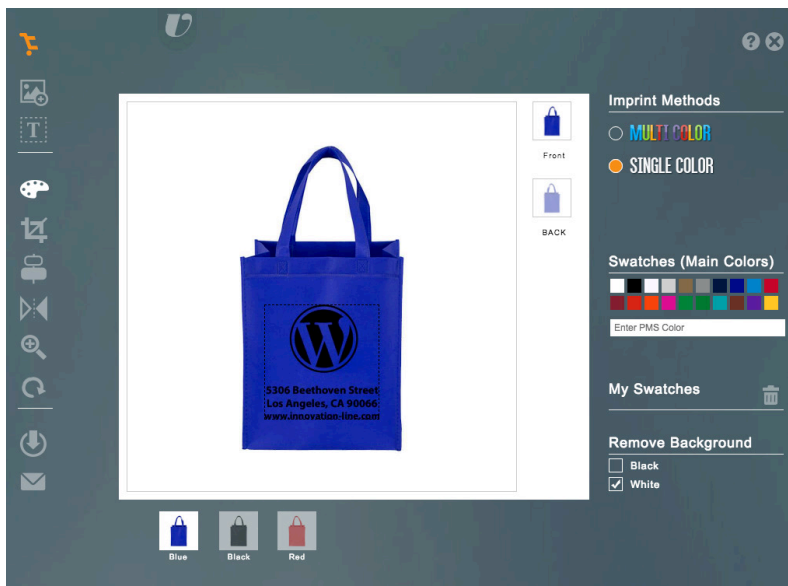 T
Imprint Methods
MULTI COLOR
SINGLE COLOR
Front
BACK
Swatches (Main Colors)
Enter PMS Color
W
5306 Beethoven Street
Los Angeles, CA 90066
www.innovation-line.com
My Swatches
Remove Background
Black
White
Blue
Black
Red